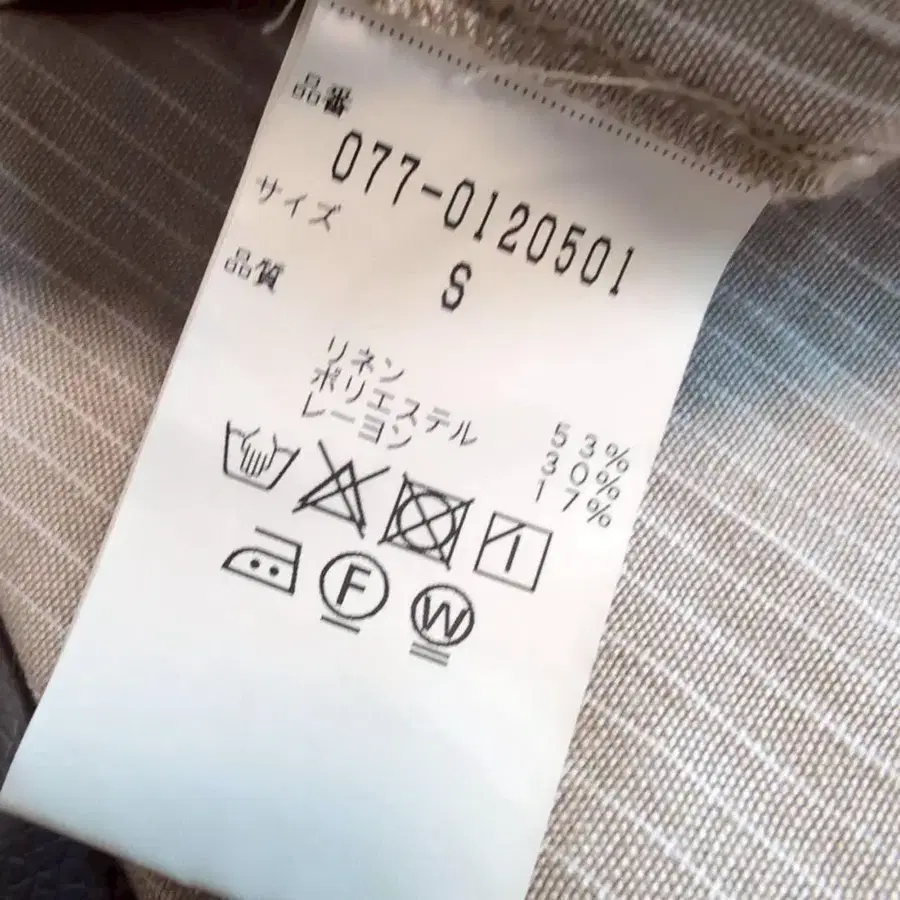 品番
077-0120501
サイズ
S
品質
リネン 53%
ポリエステル 30%
レーヨン 17%
F
W